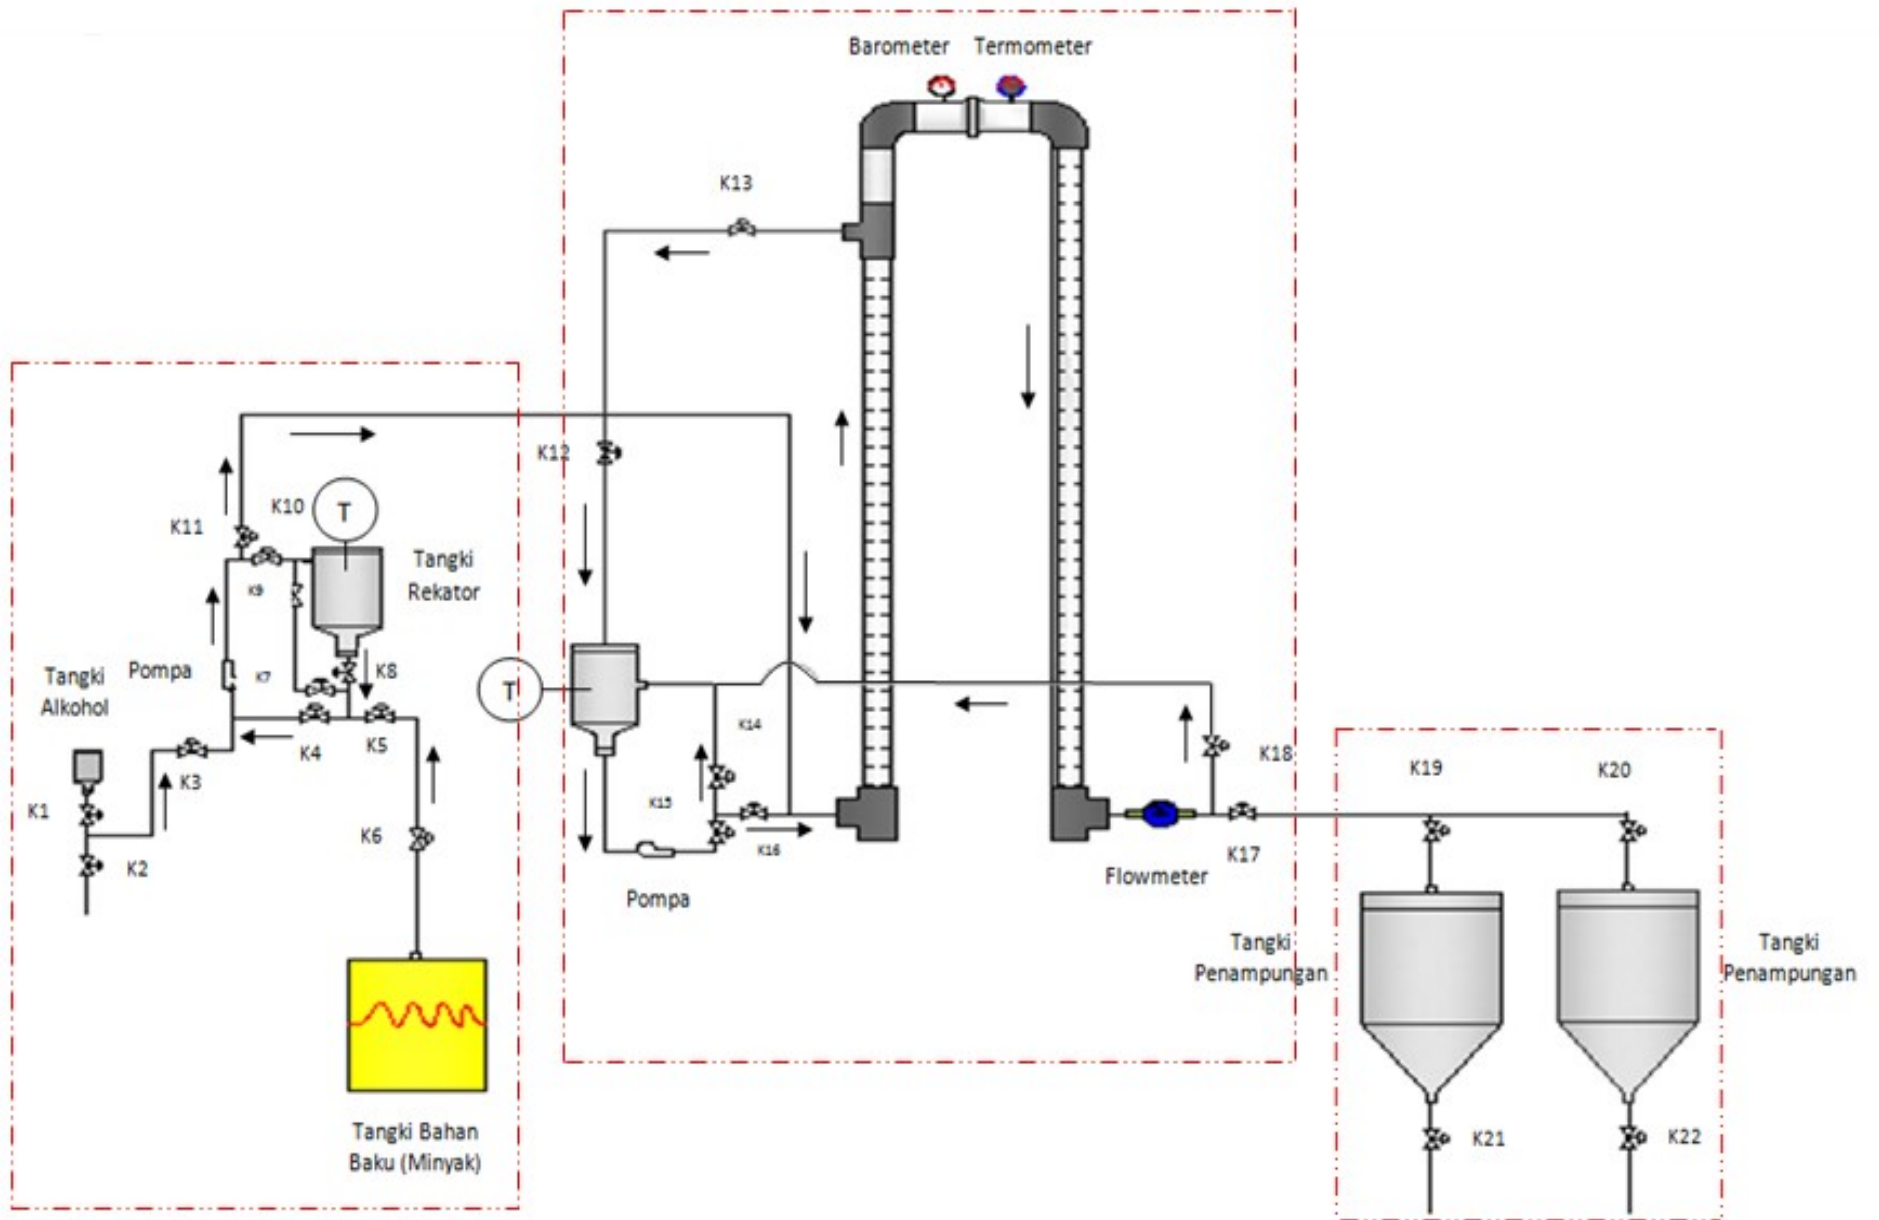 Barometer
Termometer
K13
K12
K10
T
K11
Tangki
Rekator
K9
Tangki
Alkohol
Pompa
K7
K8
T
K14
K4
K5
K3
K18
K19
K20
K1
K15
K6
K16
K17
K2
Pompa
Flowmeter
Tangki
Penampungan
Tangki
Penampungan
Tangki Bahan
Baku (Minyak)
K21
K22